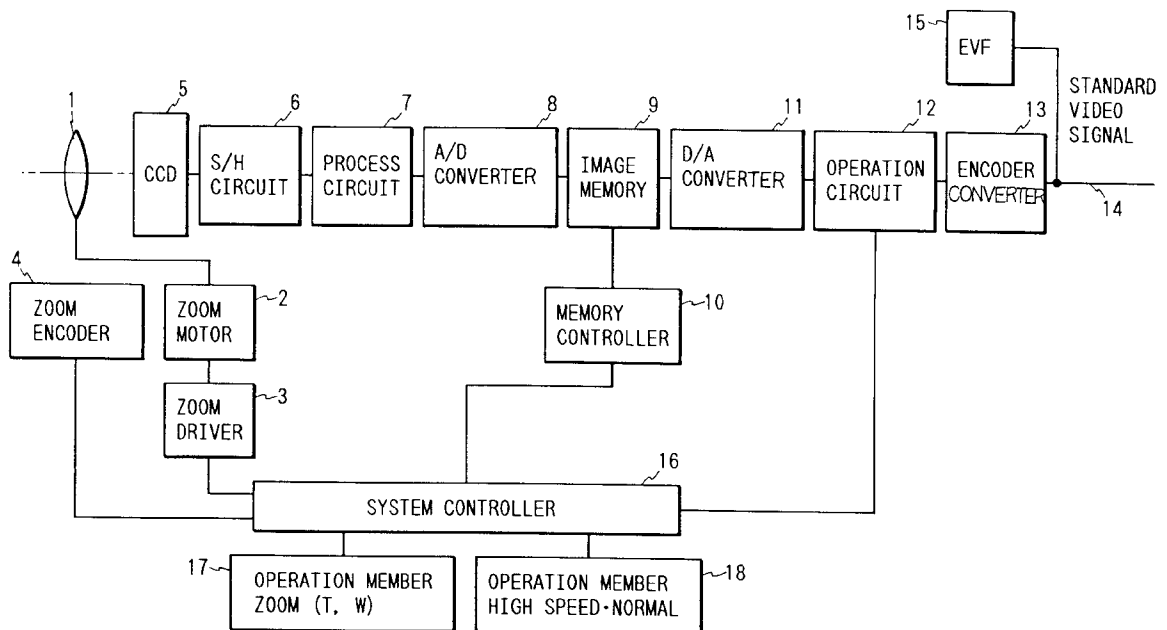 15
EVF
STANDARD
VIDEO
SIGNAL
1
5
CCD
6
S/H
CIRCUIT
7
PROCESS
CIRCUIT
8
A/D
CONVERTER
9
IMAGE
MEMORY
11
D/A
CONVERTER
12
OPERATION
CIRCUIT
13
ENCODER
CONVERTER
14
4
ZOOM
ENCODER
2
ZOOM
MOTOR
10
MEMORY
CONTROLLER
3
ZOOM
DRIVER
16
SYSTEM CONTROLLER
17
OPERATION MEMBER
ZOOM (T, W)
18
OPERATION MEMBER
HIGH SPEED·NORMAL